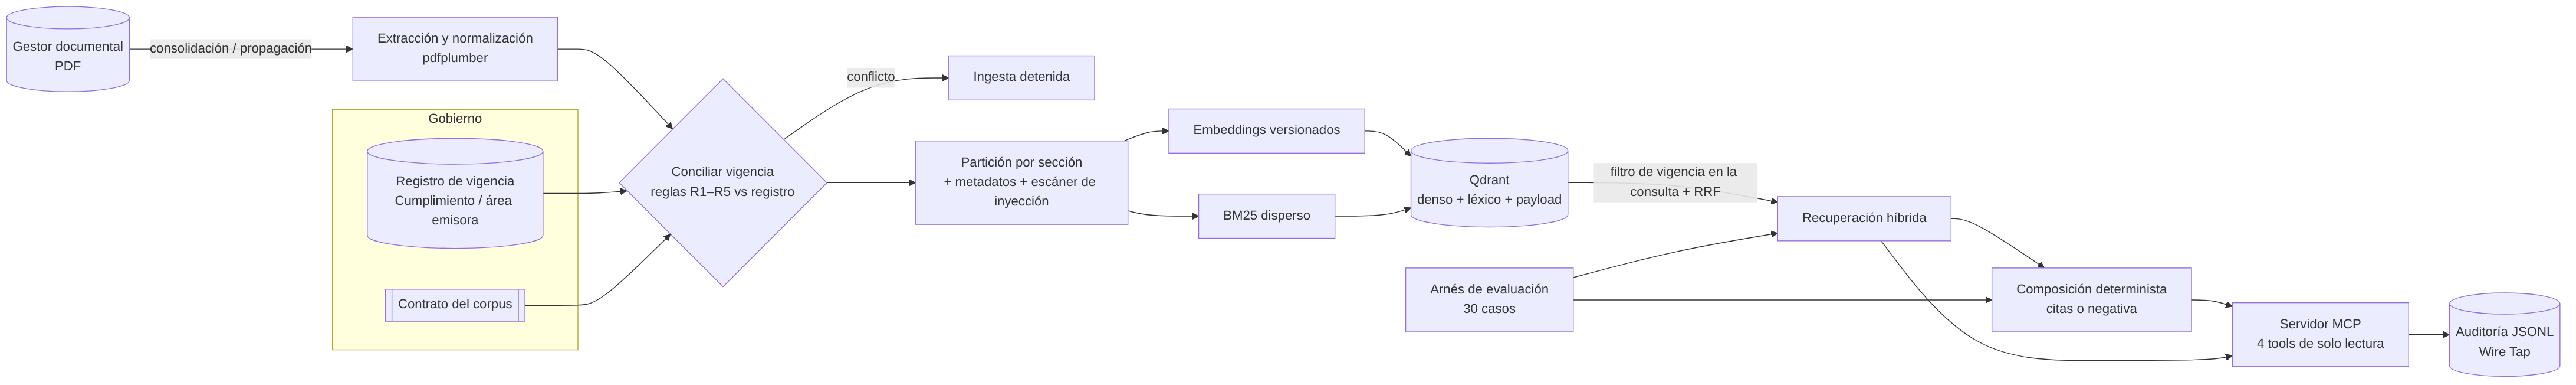 Gestor documental
PDF
consolidación / propagación
Extracción y normalización
pdfplumber
Gobierno
Registro de vigencia
Cumplimiento / área
emisora
Contrato del corpus
Conciliar vigencia
reglas R1–R5 vs registro
conflicto
Ingesta detenida
Partición por sección
+ metadatos + escáner de
inyección
Embeddings versionados
BM25 disperso
Qdrant
denso + léxico + payload
filtro de vigencia en la
consulta + RRF
Recuperación híbrida
Arnés de evaluación
30 casos
Composición determinista
citas o negativa
Servidor MCP
4 tools de solo lectura
Auditoría JSONL
Wire Tap